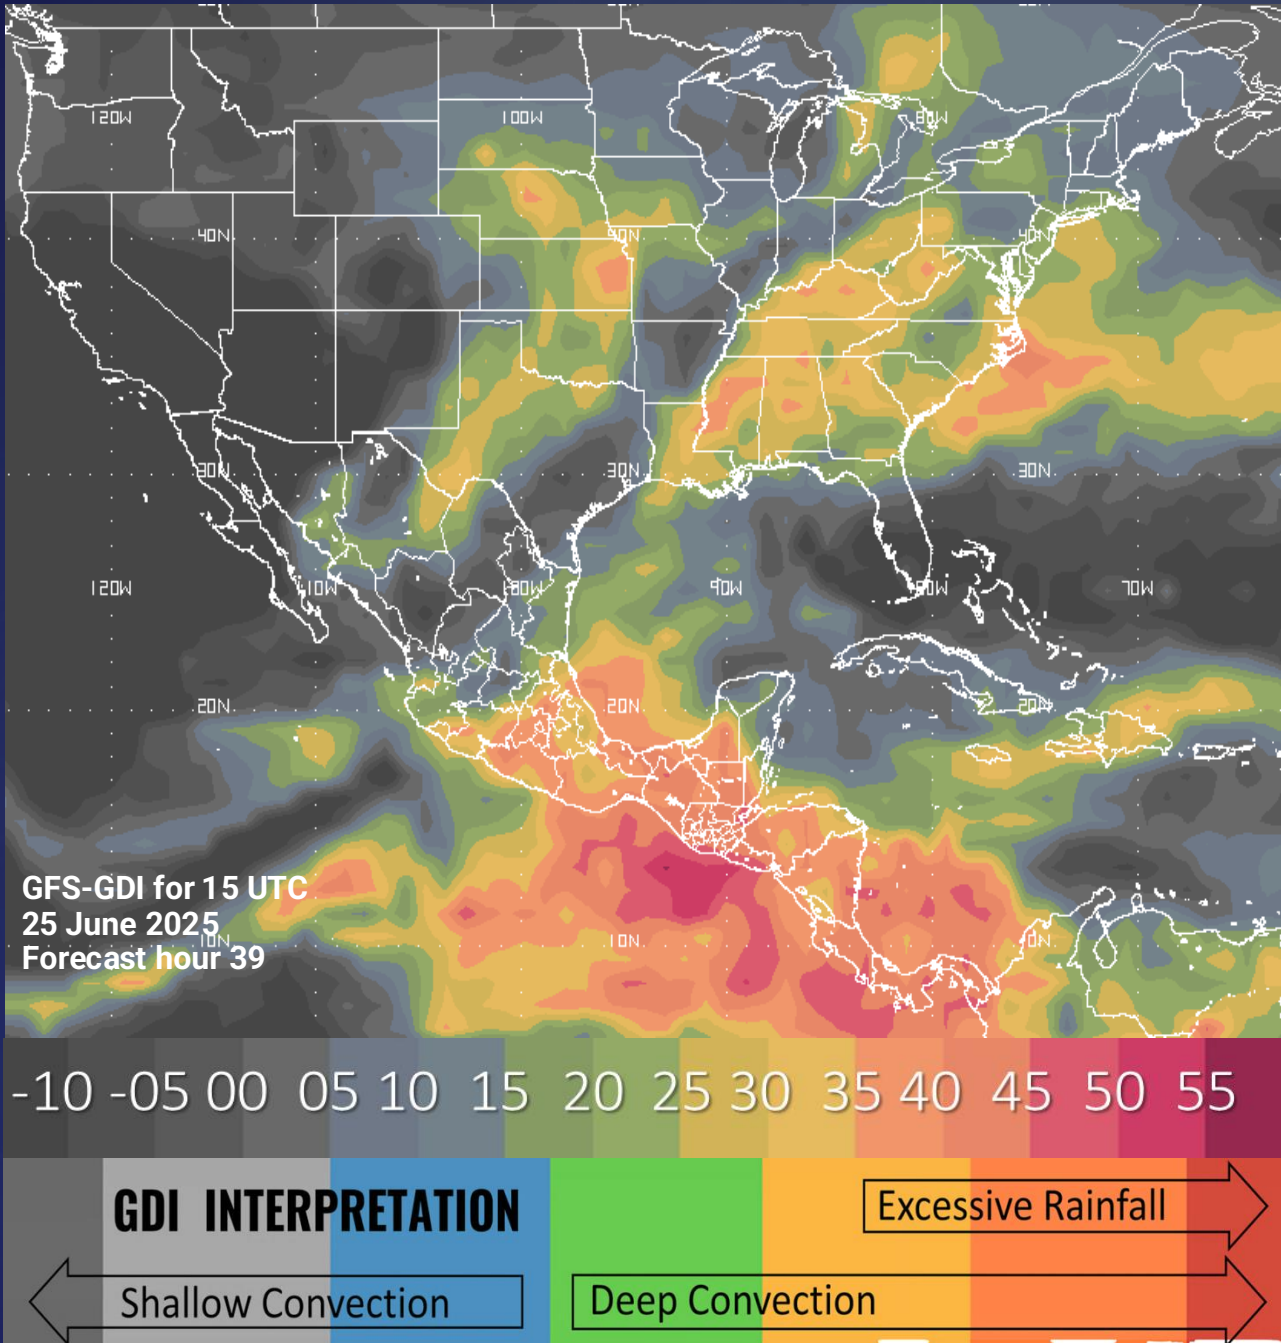 120W
100W
80W
40N
40N
40N
30N
30N
30N
120W
110W
100W
90W
80W
70W
20N
20N
20N
GFS-GDI for 15 UTC
25 June 2025
Forecast hour 39
10N
10N
10N
-10 -05 00 05 10 15 20 25 30 35 40 45 50 55
GDI INTERPRETATION
Excessive Rainfall
Shallow Convection
Deep Convection